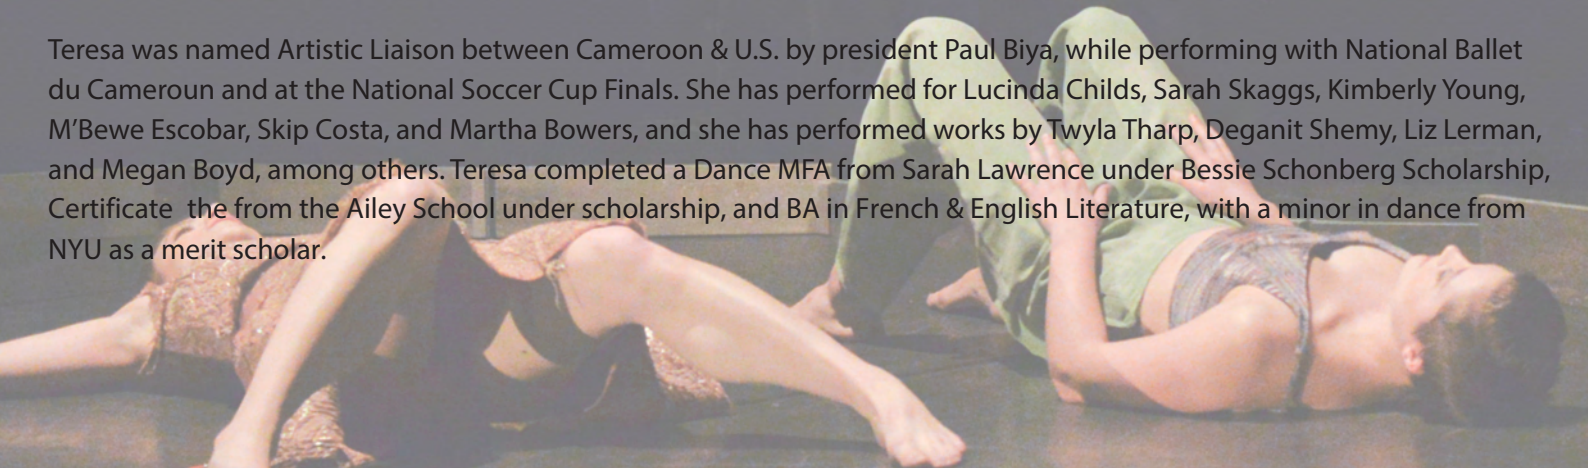 Teresa was named Artistic Liaison between Cameroon & U.S. by president Paul Biya, while performing with National Ballet
du Cameroun and at the National Soccer Cup Finals. She has performed for Lucinda Childs, Sarah Skaggs, Kimberly Young,
M’Bewe Escobar, Skip Costa, and Martha Bowers, and she has performed works by Twyla Tharp, Deganit Shemy, Liz Lerman,
and Megan Boyd, among others. Teresa completed a Dance MFA from Sarah Lawrence under Bessie Schonberg Scholarship,
Certificate  the from the Ailey School under scholarship, and BA in French & English Literature, with a minor in dance from
NYU as a merit scholar.